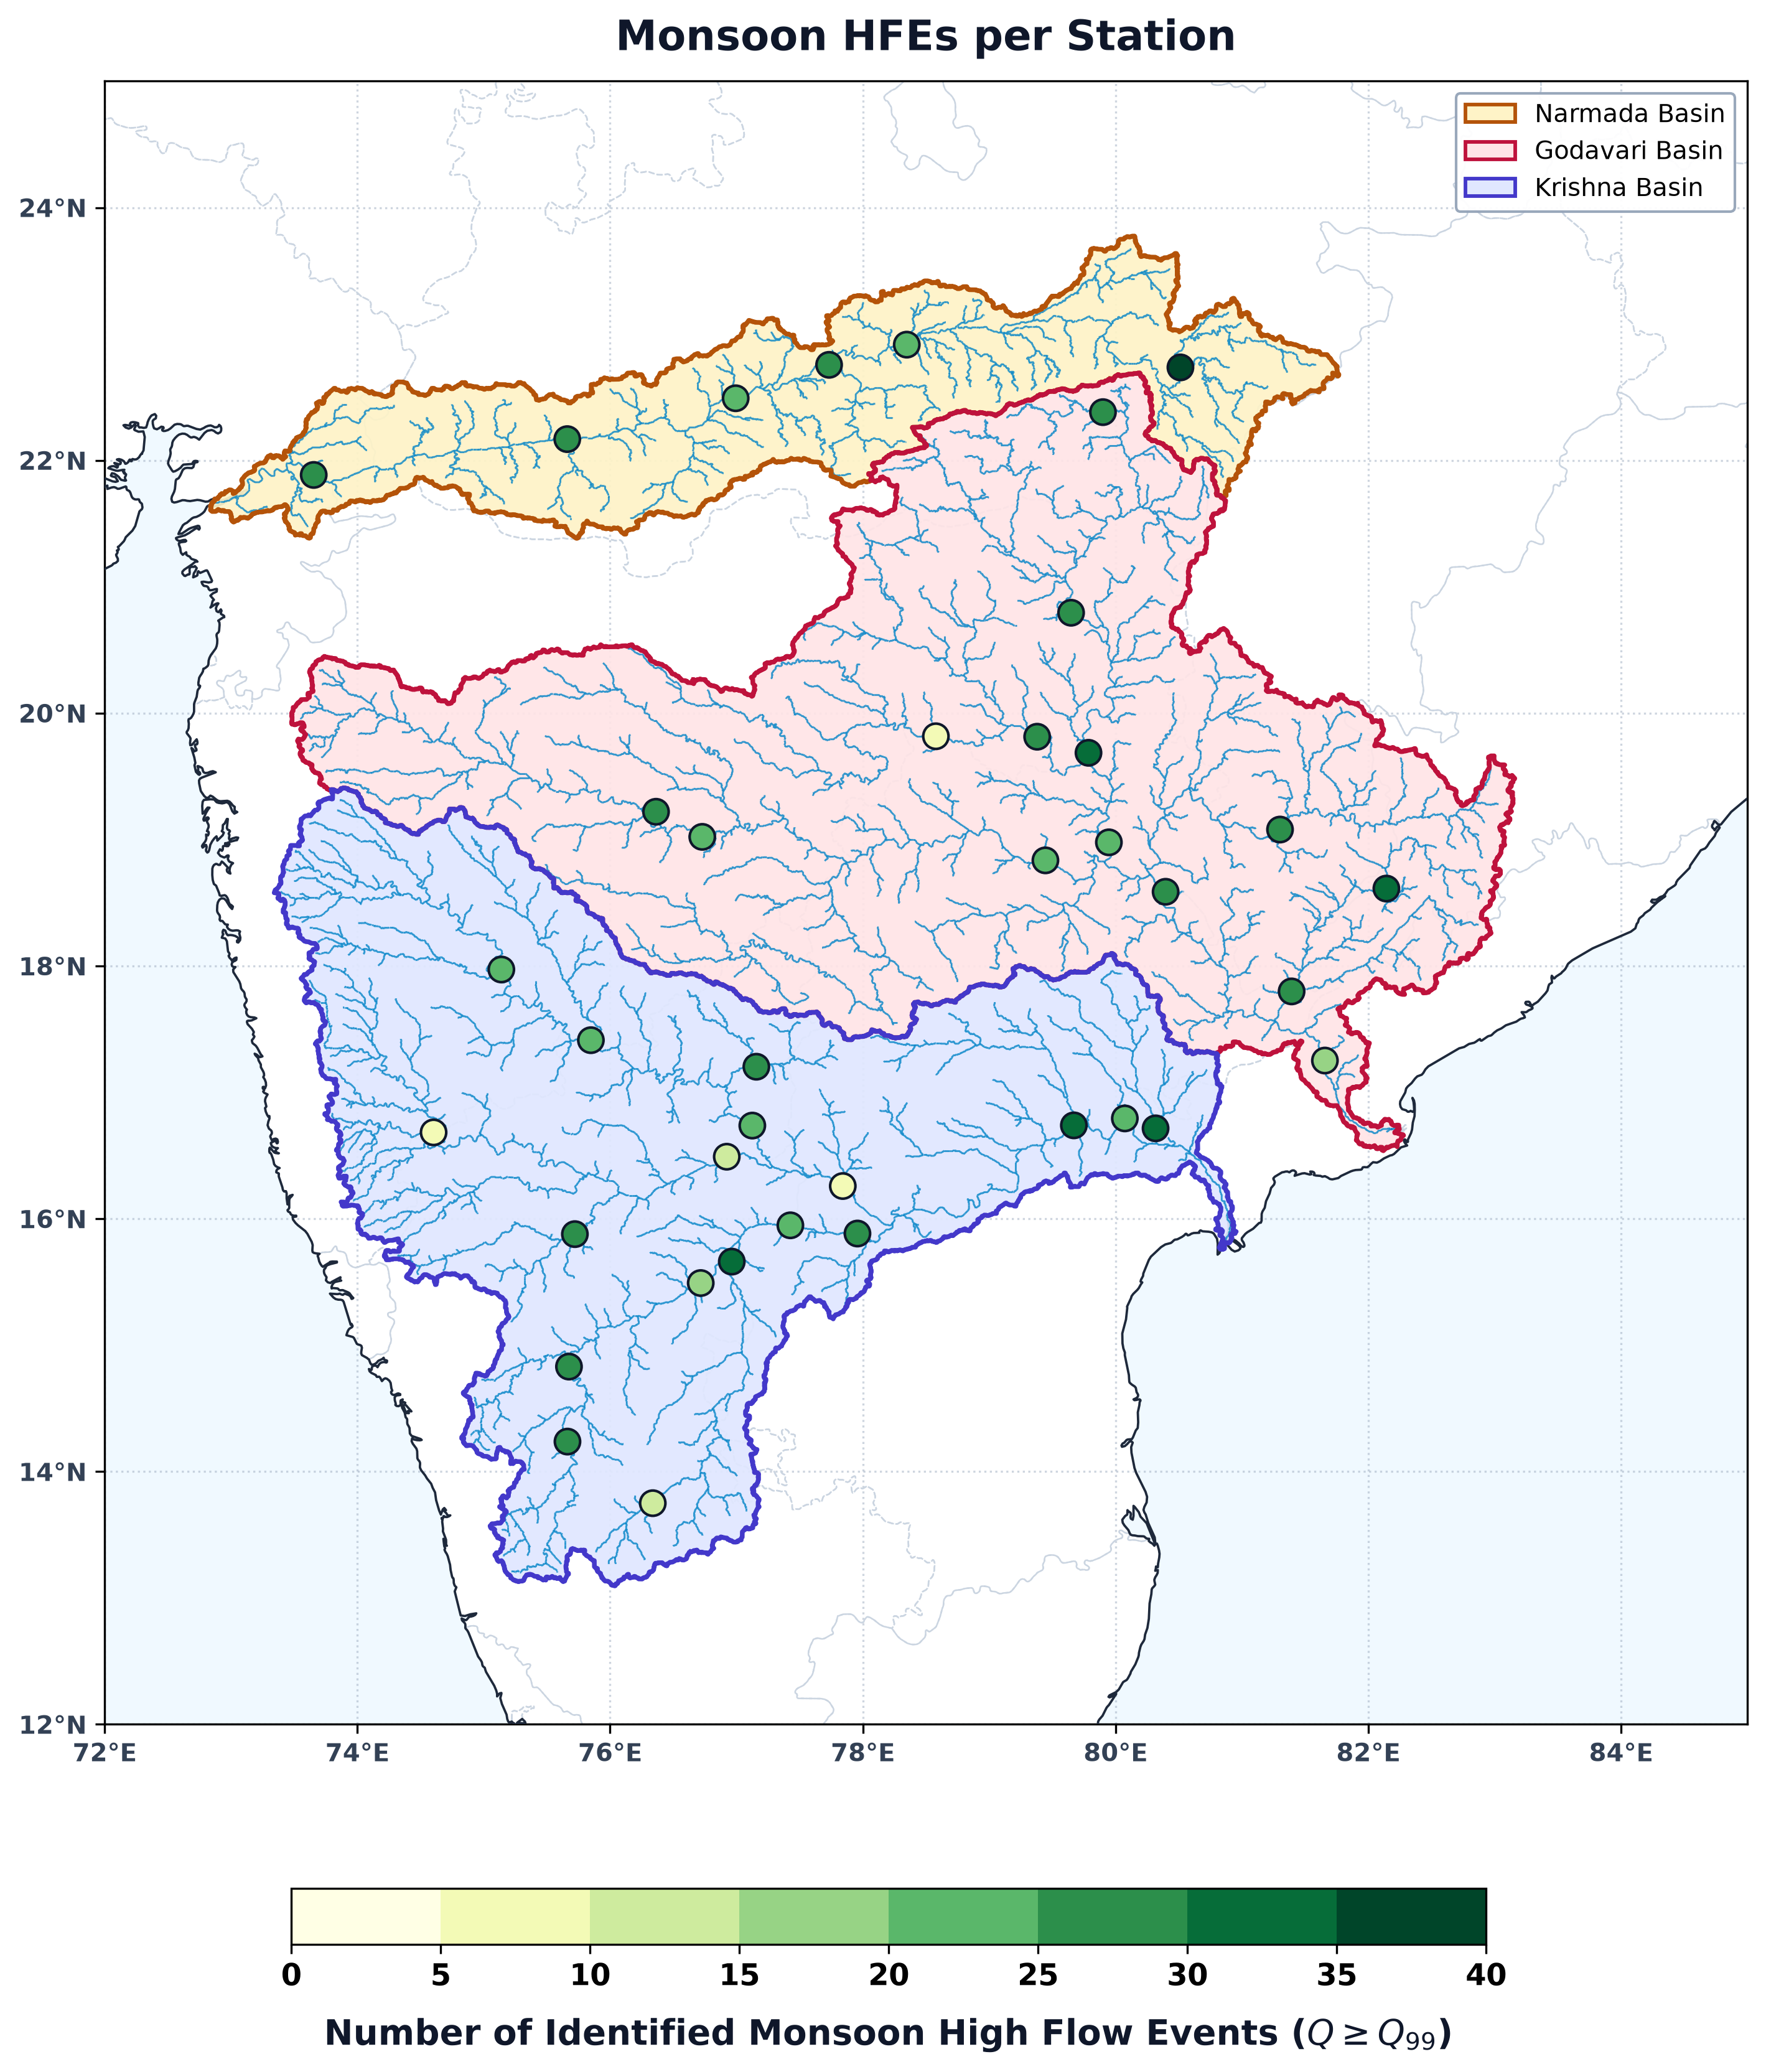 Monsoon HFEs per Station
Narmada Basin
Godavari Basin
Krishna Basin
24°N
22°N
20°N
18°N
16°N
14°N
12°N
72°E 74°E 76°E 78°E 80°E 82°E 84°E
0 5 10 15 20 25 30 35 40
Number of Identified Monsoon High Flow Events (Q ≥ Q₉₉)